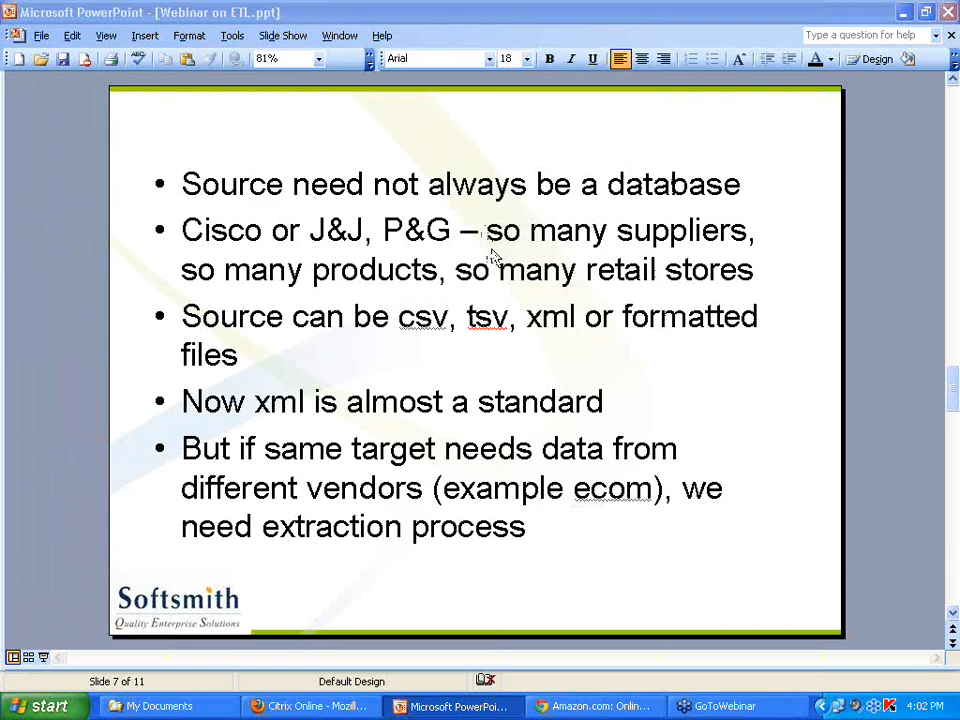 Microsoft PowerPoint - [Webinar on ETL.ppt]
File Edit View Insert Format Tools Slide Show Window Help Type a question for help
81% Arial 18 B I U A A Design
• Source need not always be a database
• Cisco or J&J, P&G – so many suppliers,
so many products, so many retail stores
• Source can be csv, tsv, xml or formatted
files
• Now xml is almost a standard
• But if same target needs data from
different vendors (example ecom), we
need extraction process
Softsmith
Quality Enterprise Solutions
Slide 7 of 11 Default Design
start My Documents Citrix Online - Mozill... Microsoft PowerPoi... Amazon.com: Onlin... GoToWebinar 4:02 PM